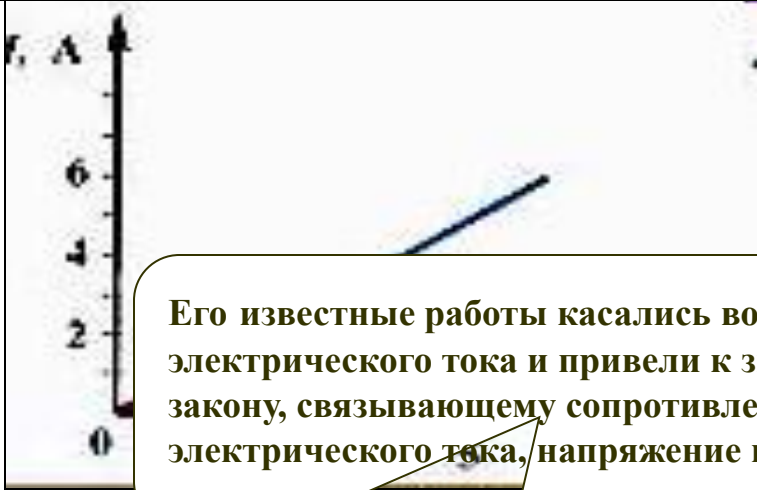 I, А
6
4
2
0
Его известные работы касались во
электрического тока и привели к з
закону, связывающему сопротивле
электрического тока, напряжение